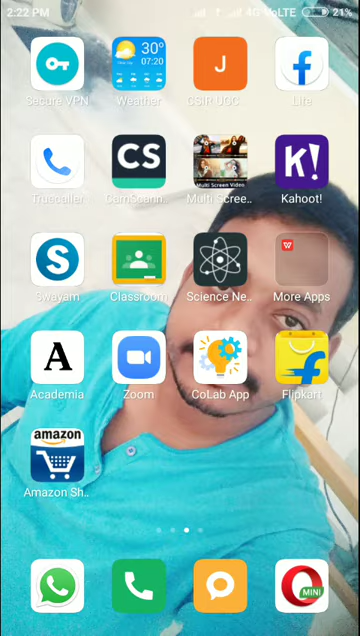 2:22 PM 4G VoLTE 21%
30°
07:20
J
Secure VPN Weather CSIR UGC Lite
CS
Multi Screen Video
K!
Truecaller CamScann.. Multi Scree.. Kahoot!
S
W
Swayam Classroom Science Ne.. More Apps
A
Academia Zoom CoLab App Flipkart
amazon
Amazon Sh..
MINI